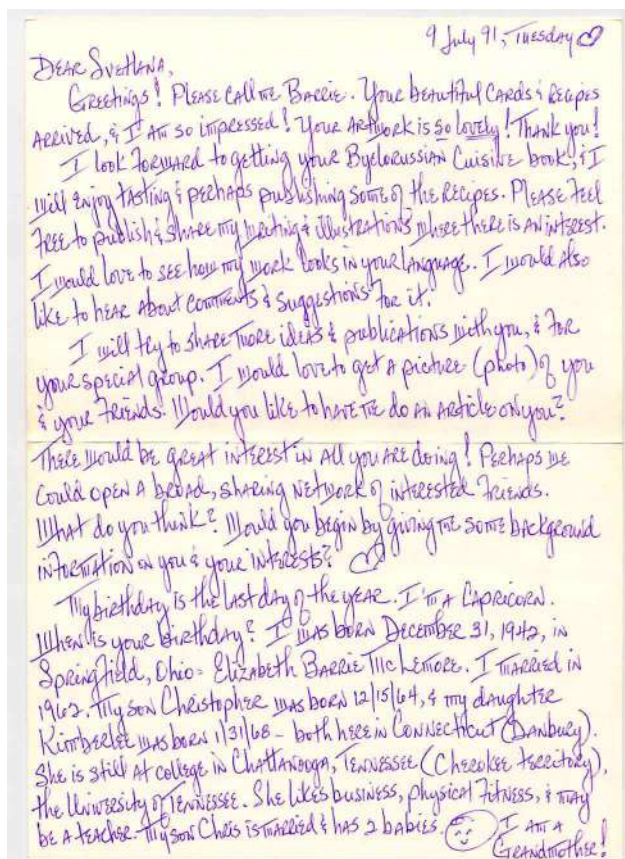 9 July 91, Tuesday
Dear Svetlana,
Greetings! Please call me Barrie. Your beautiful cards & recipes
arrived, & I am so impressed! Your artwork is so lovely! Thank you!
I look forward to getting your Byelorussian Cuisine book, & I
will enjoy tasting & perhaps publishing some of the recipes. Please feel
free to publish & share my writing & illustrations where there is an interest.
I would love to see how my work looks in your language. I would also
like to hear about comments & suggestions for it.
I will try to share more ideas & publications with you, & for
your special group. I would love to get a picture (photo) of you
& your friends. Would you like to have me do an article on you?
There would be great interest in all you are doing! Perhaps we
could open a broad, sharing network of interested friends.
What do you think? Would you begin by giving me some background
information on you & your interests?
My birthday is the last day of the year. I'm a Capricorn.
When is your birthday? I was born December 31, 1942, in
Springfield, Ohio = Elizabeth Barrie McLemore. I married in
1962. My son Christopher was born 12/15/64, & my daughter
Kimberlee was born 1/31/68 - both here in Connecticut (Danbury).
She is still at college in Chattanooga, Tennessee (Cherokee territory),
the University of Tennessee. She likes business, physical fitness, & may
be a teacher. My son Chris is married & has 2 babies. I am a
Grandmother!